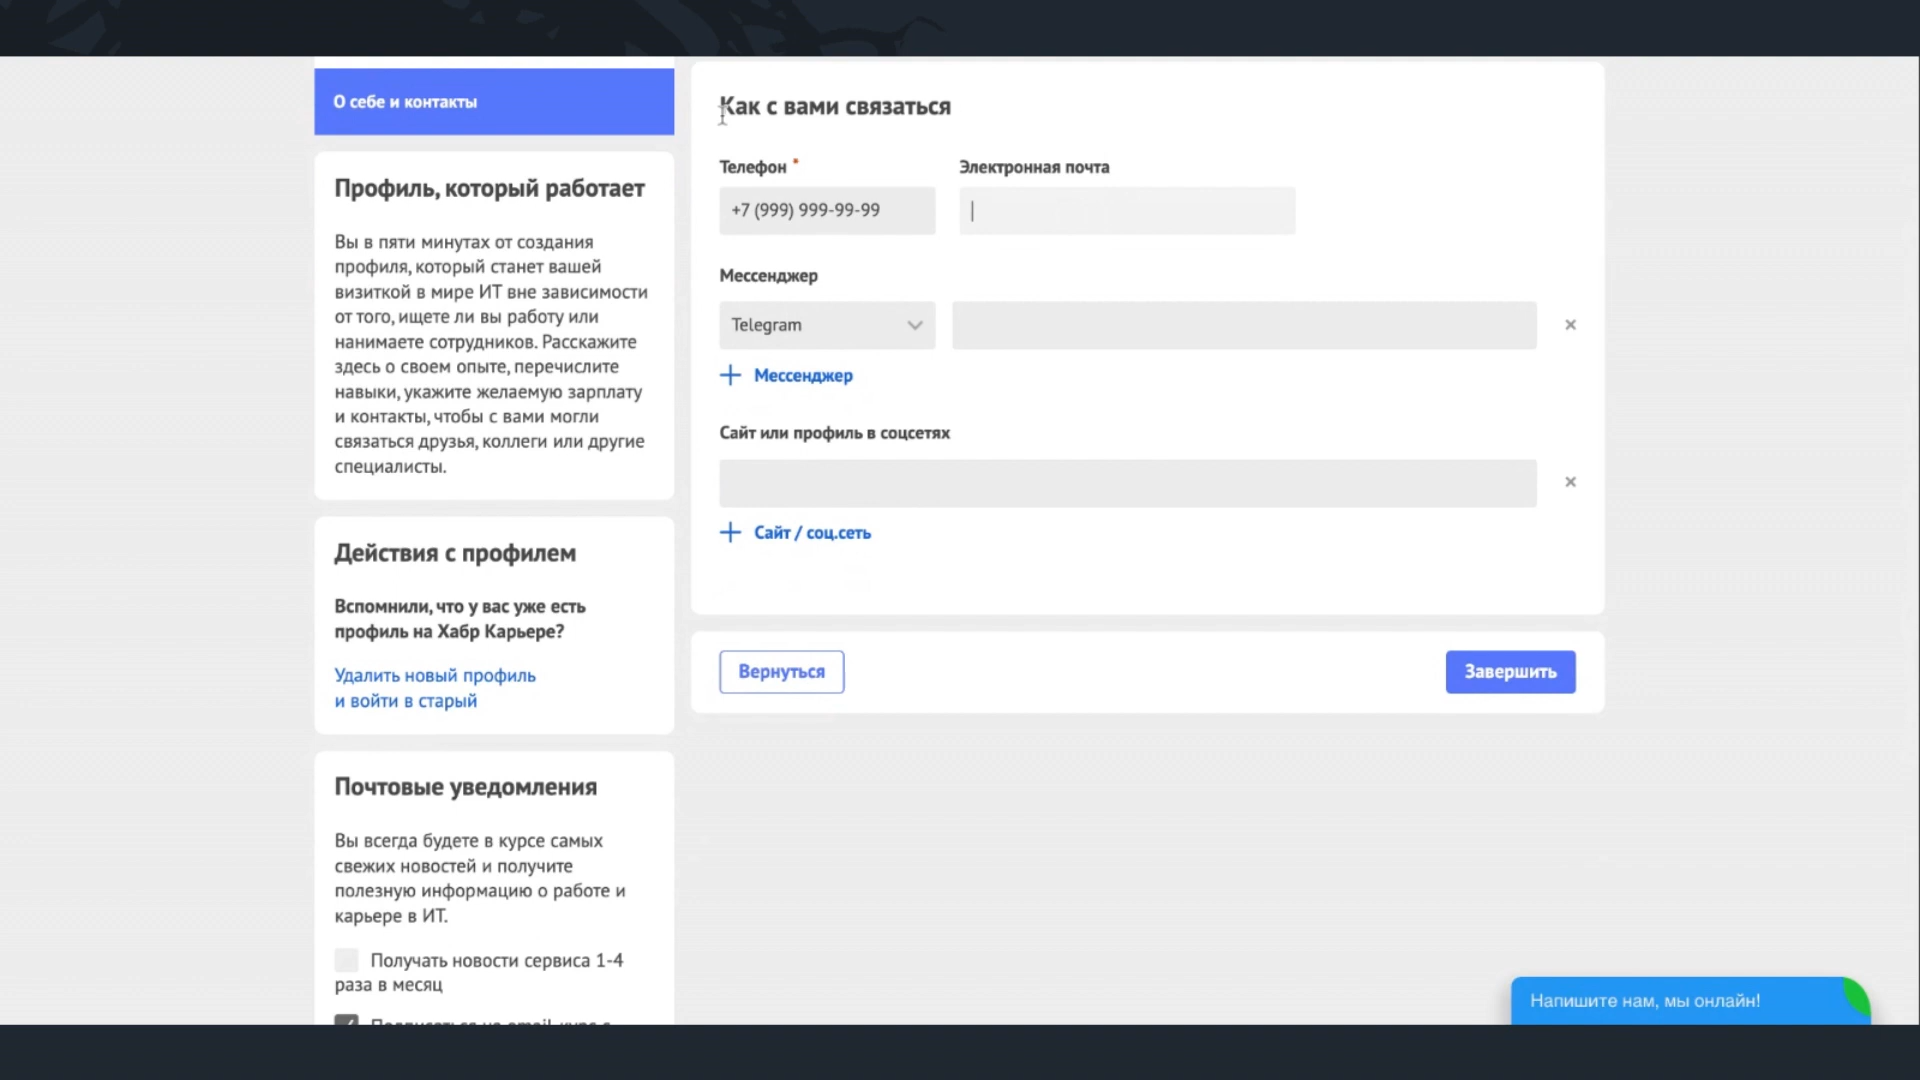 О себе и контакты
Профиль, который работает
Вы в пяти минутах от создания
профиля, который станет вашей
визиткой в мире ИТ вне зависимости
от того, ищете ли вы работу или
нанимаете сотрудников. Расскажите
здесь о своем опыте, перечислите
навыки, укажите желаемую зарплату
и контакты, чтобы с вами могли
связаться друзья, коллеги или другие
специалисты.
Действия с профилем
Вспомнили, что у вас уже есть
профиль на Хабр Карьере?
Удалить новый профиль
и войти в старый
Почтовые уведомления
Вы всегда будете в курсе самых
свежих новостей и получите
полезную информацию о работе и
карьере в ИТ.
Получать новости сервиса 1-4
раза в месяц
Как с вами связаться
Телефон *
Электронная почта
+7 (999) 999-99-99
Мессенджер
Telegram
Мессенджер
Сайт или профиль в соцсетях
Сайт / соц.сеть
Вернуться
Завершить
Напишите нам, мы онлайн!